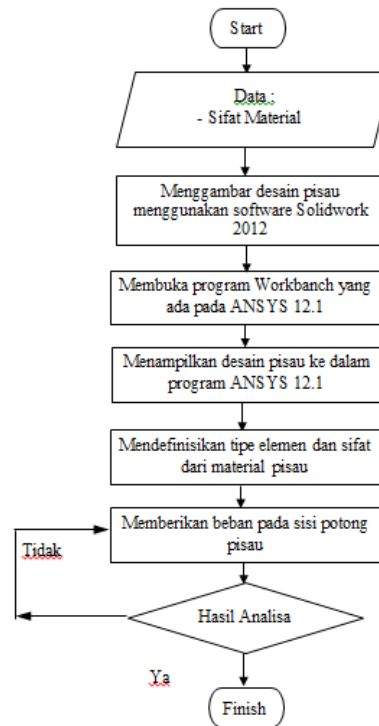 Start
Data :
- Sifat Material
Menggambar desain pisau
menggunakan software Solidwork
2012
Membuka program Workbanch yang
ada pada ANSYS 12.1
Menampilkan desain pisau ke dalam
program ANSYS 12.1
Mendefinisikan tipe elemen dan sifat
dari material pisau
Memberikan beban pada sisi potong
pisau
Tidak
Hasil Analisa
Ya
Finish